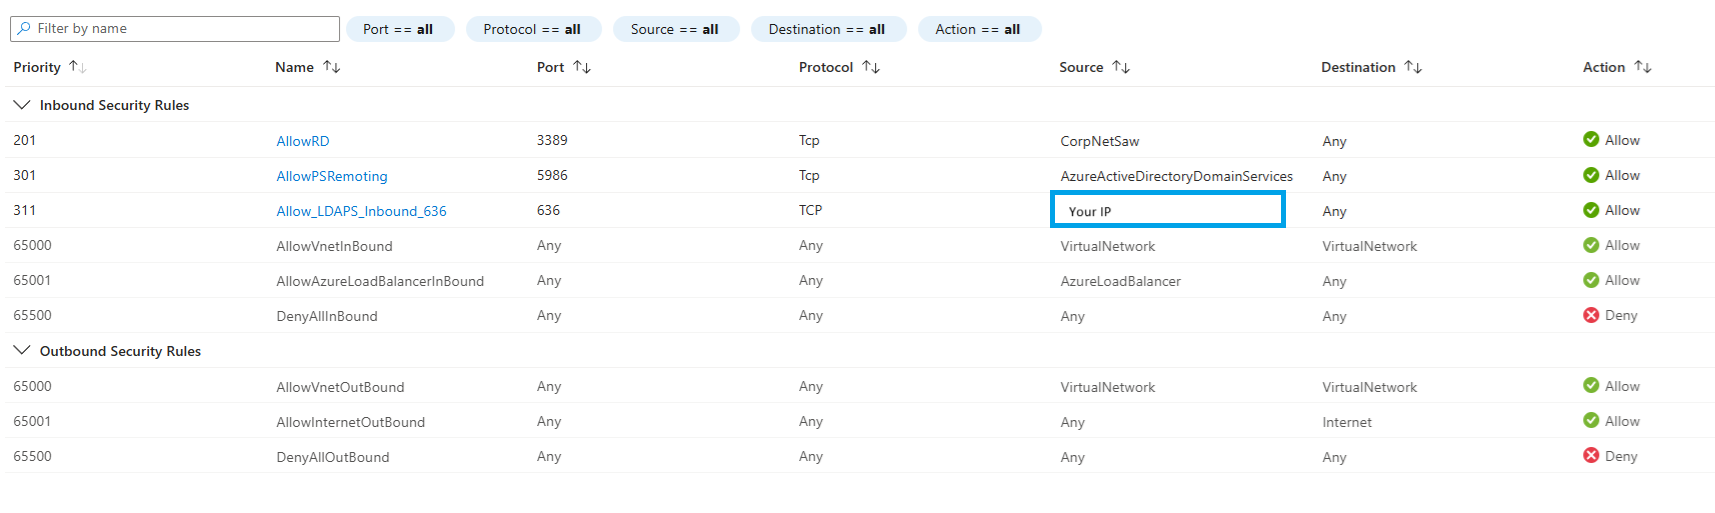 Filter by name Port == all Protocol == all Source == all Destination == all Action == all
Priority ↑↓ Name ↑↓ Port ↑↓ Protocol ↑↓ Source ↑↓ Destination ↑↓ Action ↑↓
Inbound Security Rules
201 AllowRD 3389 Tcp CorpNetSaw Any Allow
301 AllowPSRemoting 5986 Tcp AzureActiveDirectoryDomainServices Any Allow
311 Allow_LDAPS_Inbound_636 636 TCP Your IP Any Allow
65000 AllowVnetInBound Any Any VirtualNetwork VirtualNetwork Allow
65001 AllowAzureLoadBalancerInBound Any Any AzureLoadBalancer Any Allow
65500 DenyAllInBound Any Any Any Any Deny
Outbound Security Rules
65000 AllowVnetOutBound Any Any VirtualNetwork VirtualNetwork Allow
65001 AllowInternetOutBound Any Any Any Internet Allow
65500 DenyAllOutBound Any Any Any Any Deny